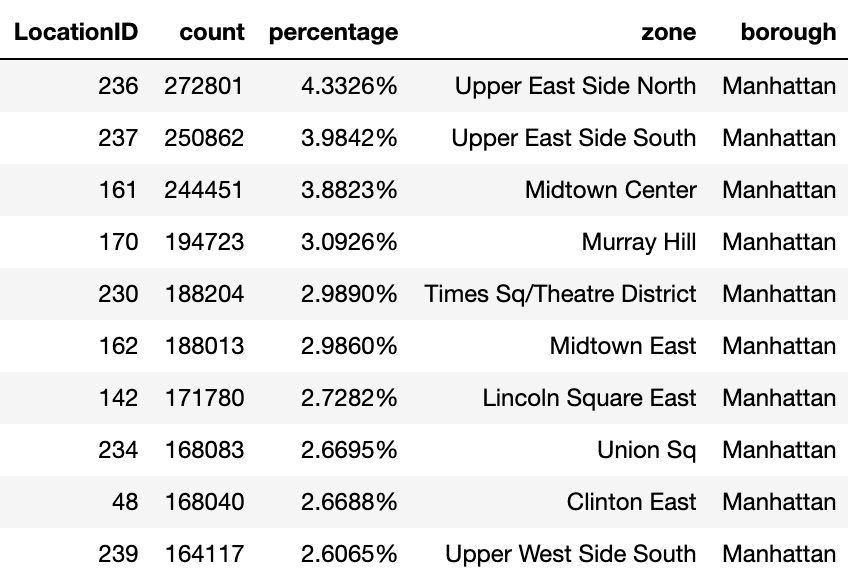 LocationID count percentage zone borough
236 272801 4.3326% Upper East Side North Manhattan
237 250862 3.9842% Upper East Side South Manhattan
161 244451 3.8823% Midtown Center Manhattan
170 194723 3.0926% Murray Hill Manhattan
230 188204 2.9890% Times Sq/Theatre District Manhattan
162 188013 2.9860% Midtown East Manhattan
142 171780 2.7282% Lincoln Square East Manhattan
234 168083 2.6695% Union Sq Manhattan
48 168040 2.6688% Clinton East Manhattan
239 164117 2.6065% Upper West Side South Manhattan